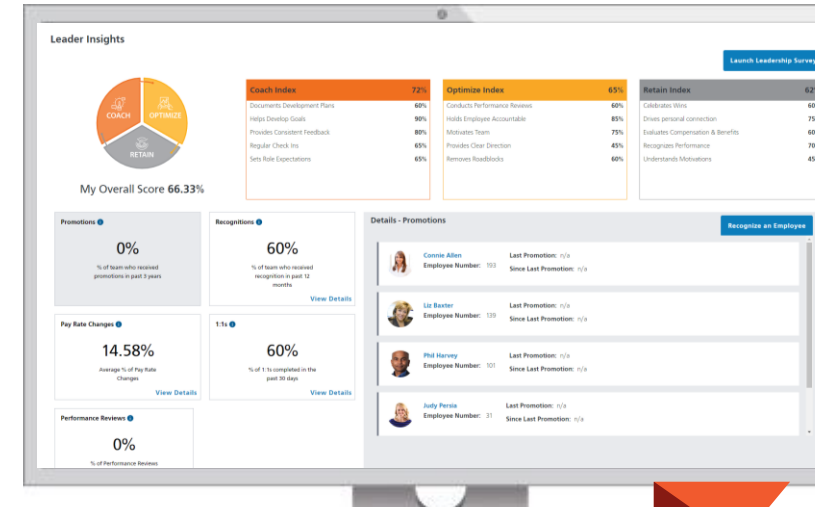 Leader Insights
Launch Leadership Survey
COACH
OPTIMIZE
RETAIN
My Overall Score 66.33%
Coach Index 72%
Documents Development Plans 60%
Helps Develop Goals 90%
Provides Consistent Feedback 80%
Regular Check Ins 65%
Sets Role Expectations 65%
Optimize Index 65%
Conducts Performance Reviews 60%
Holds Employee Accountable 85%
Motivates Team 75%
Provides Clear Direction 45%
Removes Roadblocks 60%
Retain Index 62%
Celebrates Wins 60
Drives personal connection 75
Evaluates Compensation & Benefits 60
Recognizes Performance 70
Understands Motivations 45
Promotions
0%
% of team who received
promotions in past 3 years
Recognitions
60%
% of team who received
recognition in past 12
months
View Details
Pay Rate Changes
14.58%
Average % of Pay Rate
Changes
View Details
1:1s
60%
% of 1:1s completed in the
past 30 days
View Details
Performance Reviews
0%
% of Performance Reviews
Details - Promotions
Recognize an Employee
Connie Allen Last Promotion: n/a
Employee Number: 193 Since Last Promotion: n/a
Liz Baxter Last Promotion: n/a
Employee Number: 139 Since Last Promotion: n/a
Phil Harvey Last Promotion: n/a
Employee Number: 101 Since Last Promotion: n/a
Judy Persia Last Promotion: n/a
Employee Number: 31 Since Last Promotion: n/a